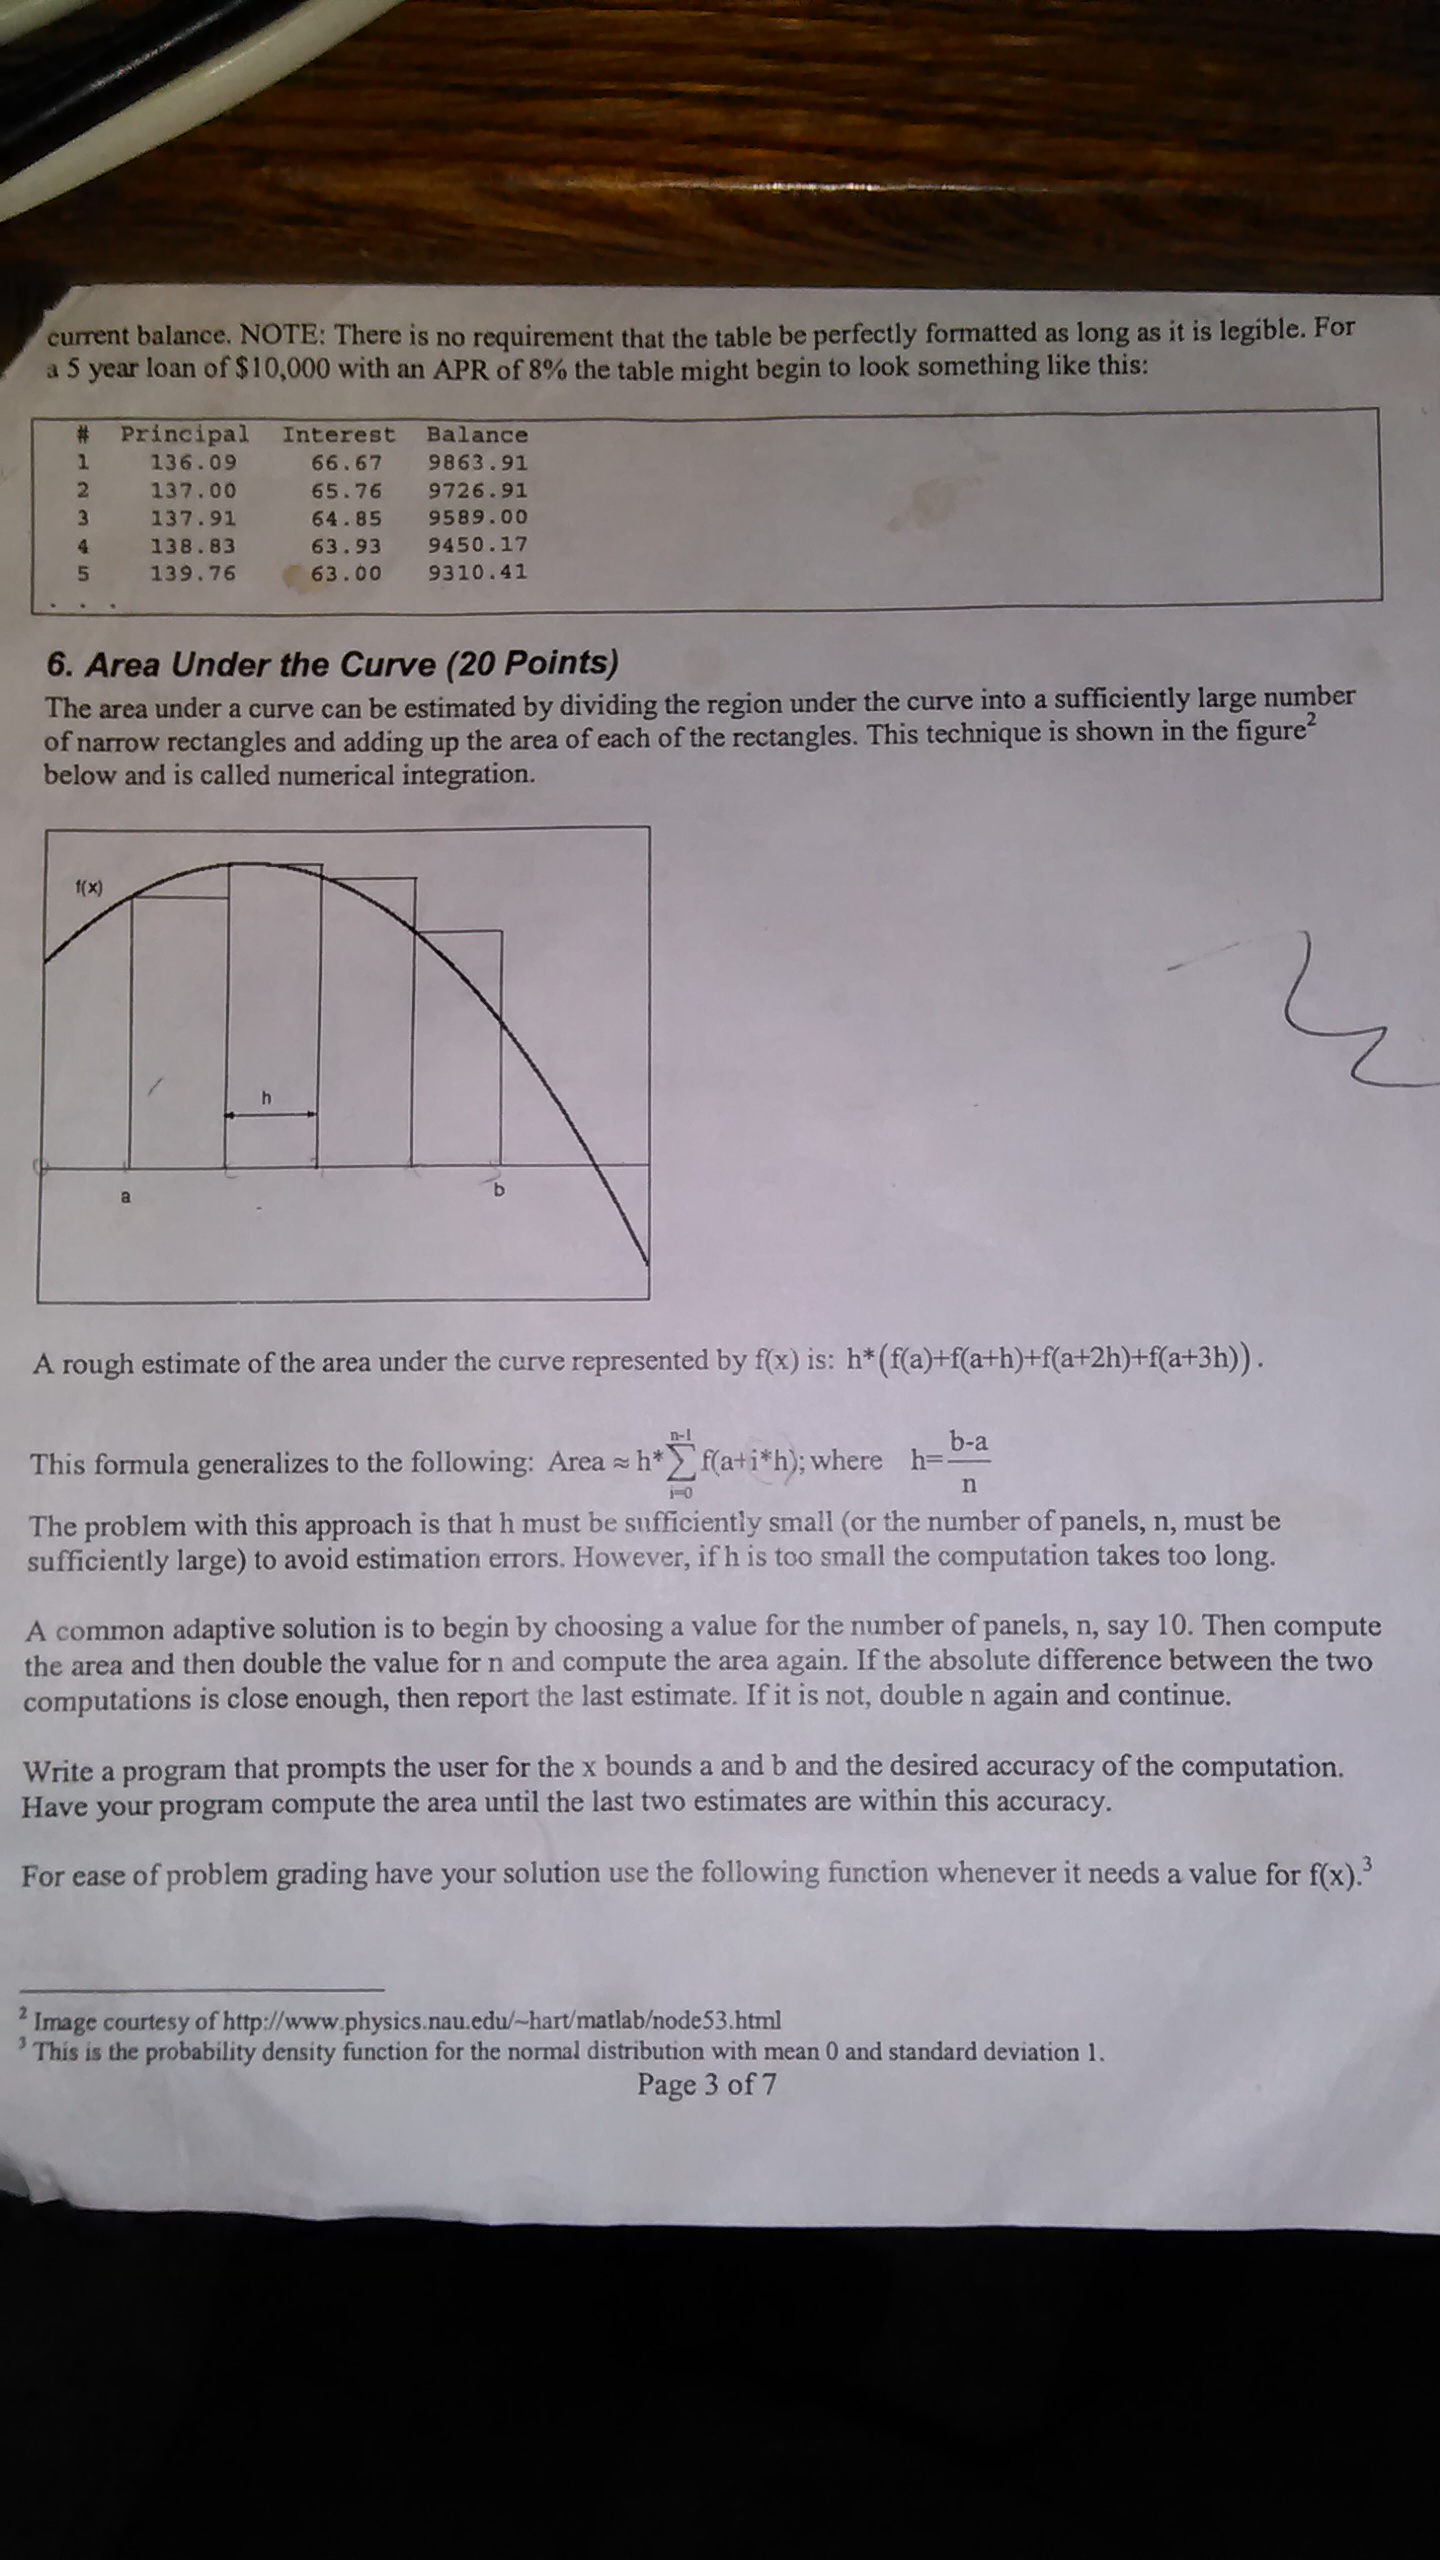 current balance. NOTE: There is no requirement that the table be perfectly formatted as long as it is legible. For
a 5 year loan of $10,000 with an APR of 8% the table might begin to look something like this:
# Principal Interest Balance
1 136.09 66.67 9863.91
2 137.00 65.76 9726.91
3 137.91 64.85 9589.00
4 138.83 63.93 9450.17
5 139.76 63.00 9310.41
. . .
6. Area Under the Curve (20 Points)
The area under a curve can be estimated by dividing the region under the curve into a sufficiently large number
of narrow rectangles and adding up the area of each of the rectangles. This technique is shown in the figure²
below and is called numerical integration.
f(x)
h
a b
A rough estimate of the area under the curve represented by f(x) is: h*(f(a)+f(a+h)+f(a+2h)+f(a+3h)).
This formula generalizes to the following: Area ≈ h*∑_{i=0}^{n-1} f(a+i*h); where h=(b-a)/n
The problem with this approach is that h must be sufficiently small (or the number of panels, n, must be
sufficiently large) to avoid estimation errors. However, if h is too small the computation takes too long.
A common adaptive solution is to begin by choosing a value for the number of panels, n, say 10. Then compute
the area and then double the value for n and compute the area again. If the absolute difference between the two
computations is close enough, then report the last estimate. If it is not, double n again and continue.
Write a program that prompts the user for the x bounds a and b and the desired accuracy of the computation.
Have your program compute the area until the last two estimates are within this accuracy.
For ease of problem grading have your solution use the following function whenever it needs a value for f(x).³
² Image courtesy of http://www.physics.nau.edu/~hart/matlab/node53.html
³ This is the probability density function for the normal distribution with mean 0 and standard deviation 1.
Page 3 of 7